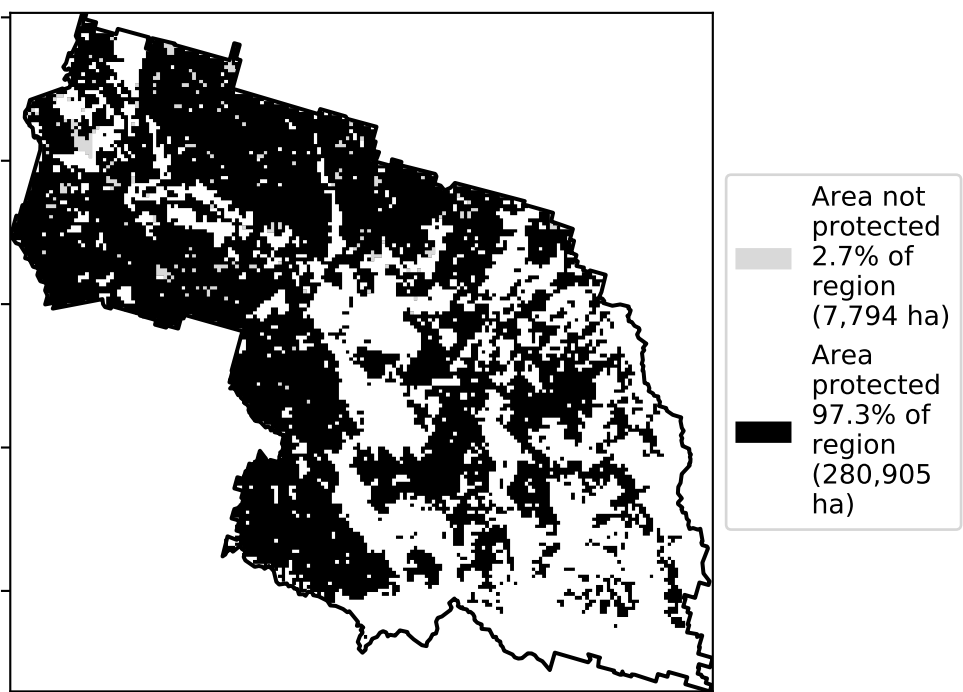 Area not
protected
2.7% of
region
(7,794 ha)
Area
protected
97.3% of
region
(280,905
ha)